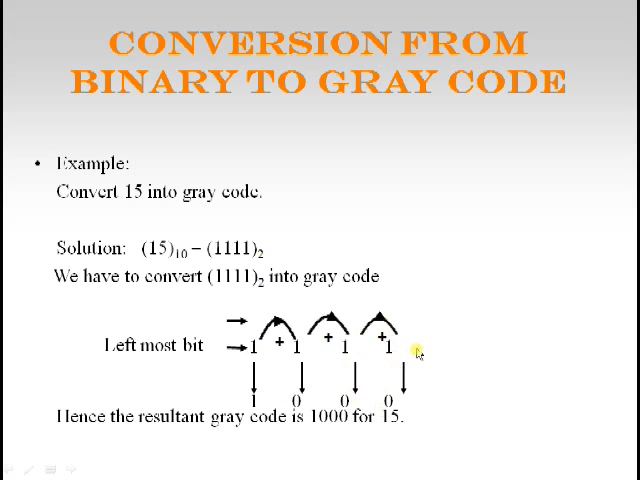 CONVERSION FROM
BINARY TO GRAY CODE
• Example:
Convert 15 into gray code.
Solution: (15)10 = (1111)2
We have to convert (1111)2 into gray code
+ + +
Left most bit 1 1 1 1
1 0 0 0
Hence the resultant gray code is 1000 for 15.